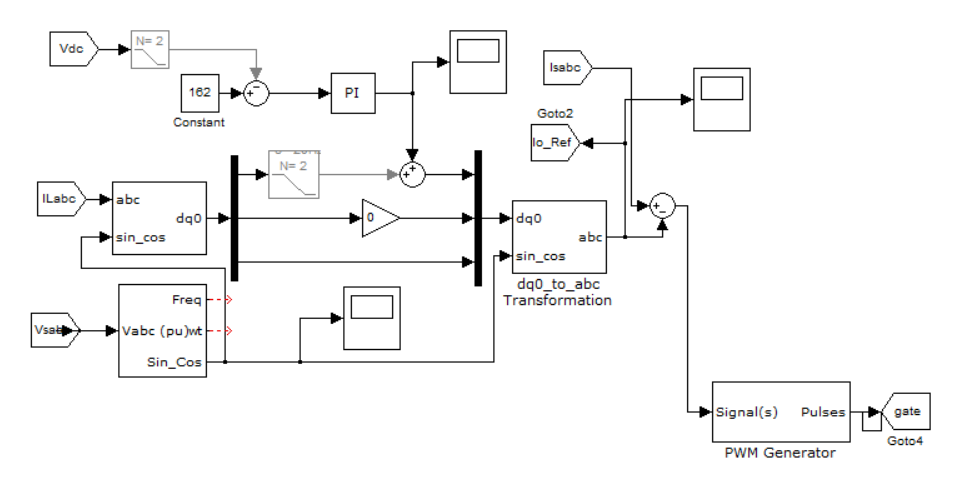 Vdc
N= 2
162
Constant
+
−
PI
Isabc
Goto2
Io_Ref
N= 2
+
+
ILabc
abc
dq0
sin_cos
0
dq0
abc
sin_cos
dq0_to_abc
Transformation
+
−
Freq
Vabc (pu)wt
Sin_Cos
Signal(s)
Pulses
PWM Generator
gate
Goto4